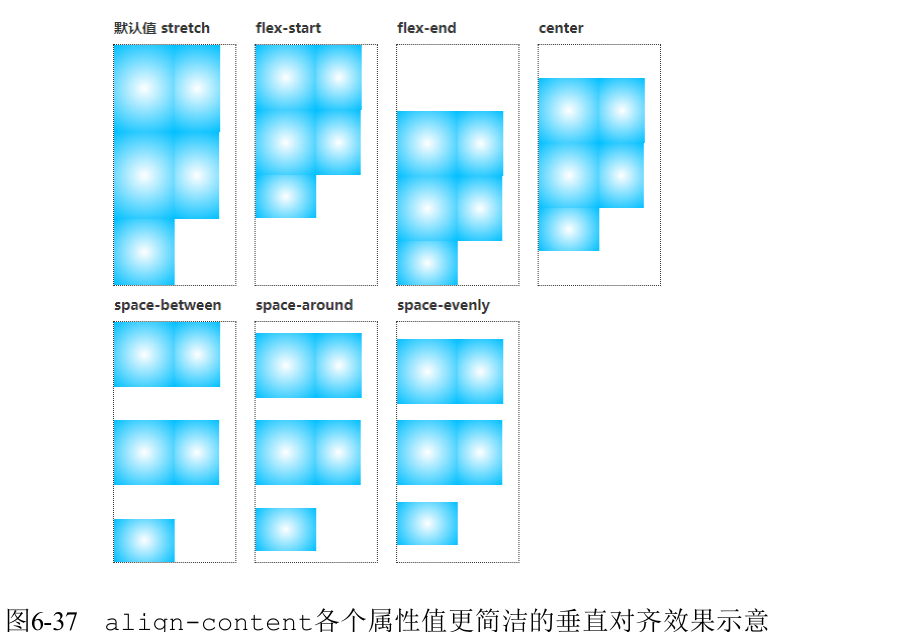 默认值 stretch flex-start flex-end center
space-between space-around space-evenly
图6-37 align-content各个属性值更简洁的垂直对齐效果示意